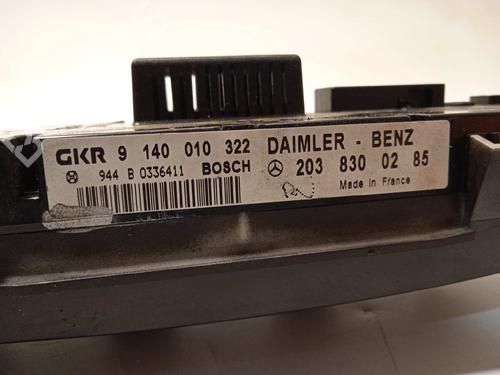 GKR 9 140 010 322 DAIMLER - BENZ
944 B 0336411 BOSCH 203 830 02 85
Made in France